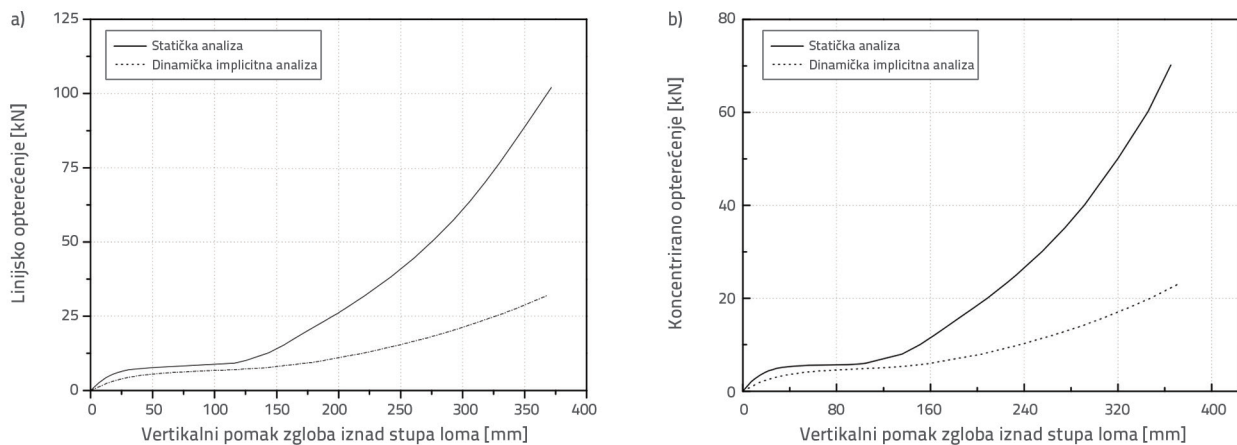 a)
Linijsko opterećenje [kN]
125
100
75
50
25
0
Statička analiza
Dinamička implicitna analiza
0 50 100 150 200 250 300 350 400
Vertikalni pomak zgloba iznad stupa loma [mm]
b)
Koncentrirano opterećenje [kN]
80
60
40
20
0
Statička analiza
Dinamička implicitna analiza
0 80 160 240 320 400
Vertikalni pomak zgloba iznad stupa loma [mm]